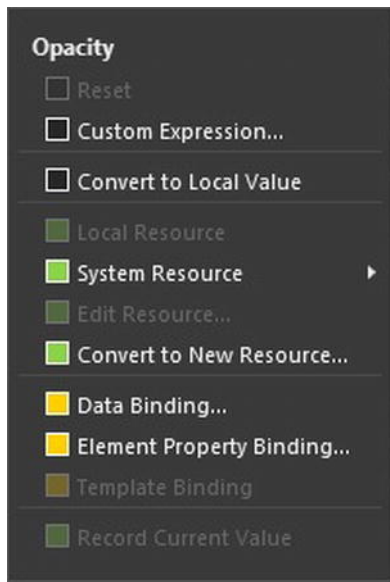 Opacity
Reset
Custom Expression...
Convert to Local Value
Local Resource
System Resource
Edit Resource...
Convert to New Resource...
Data Binding...
Element Property Binding...
Template Binding
Record Current Value